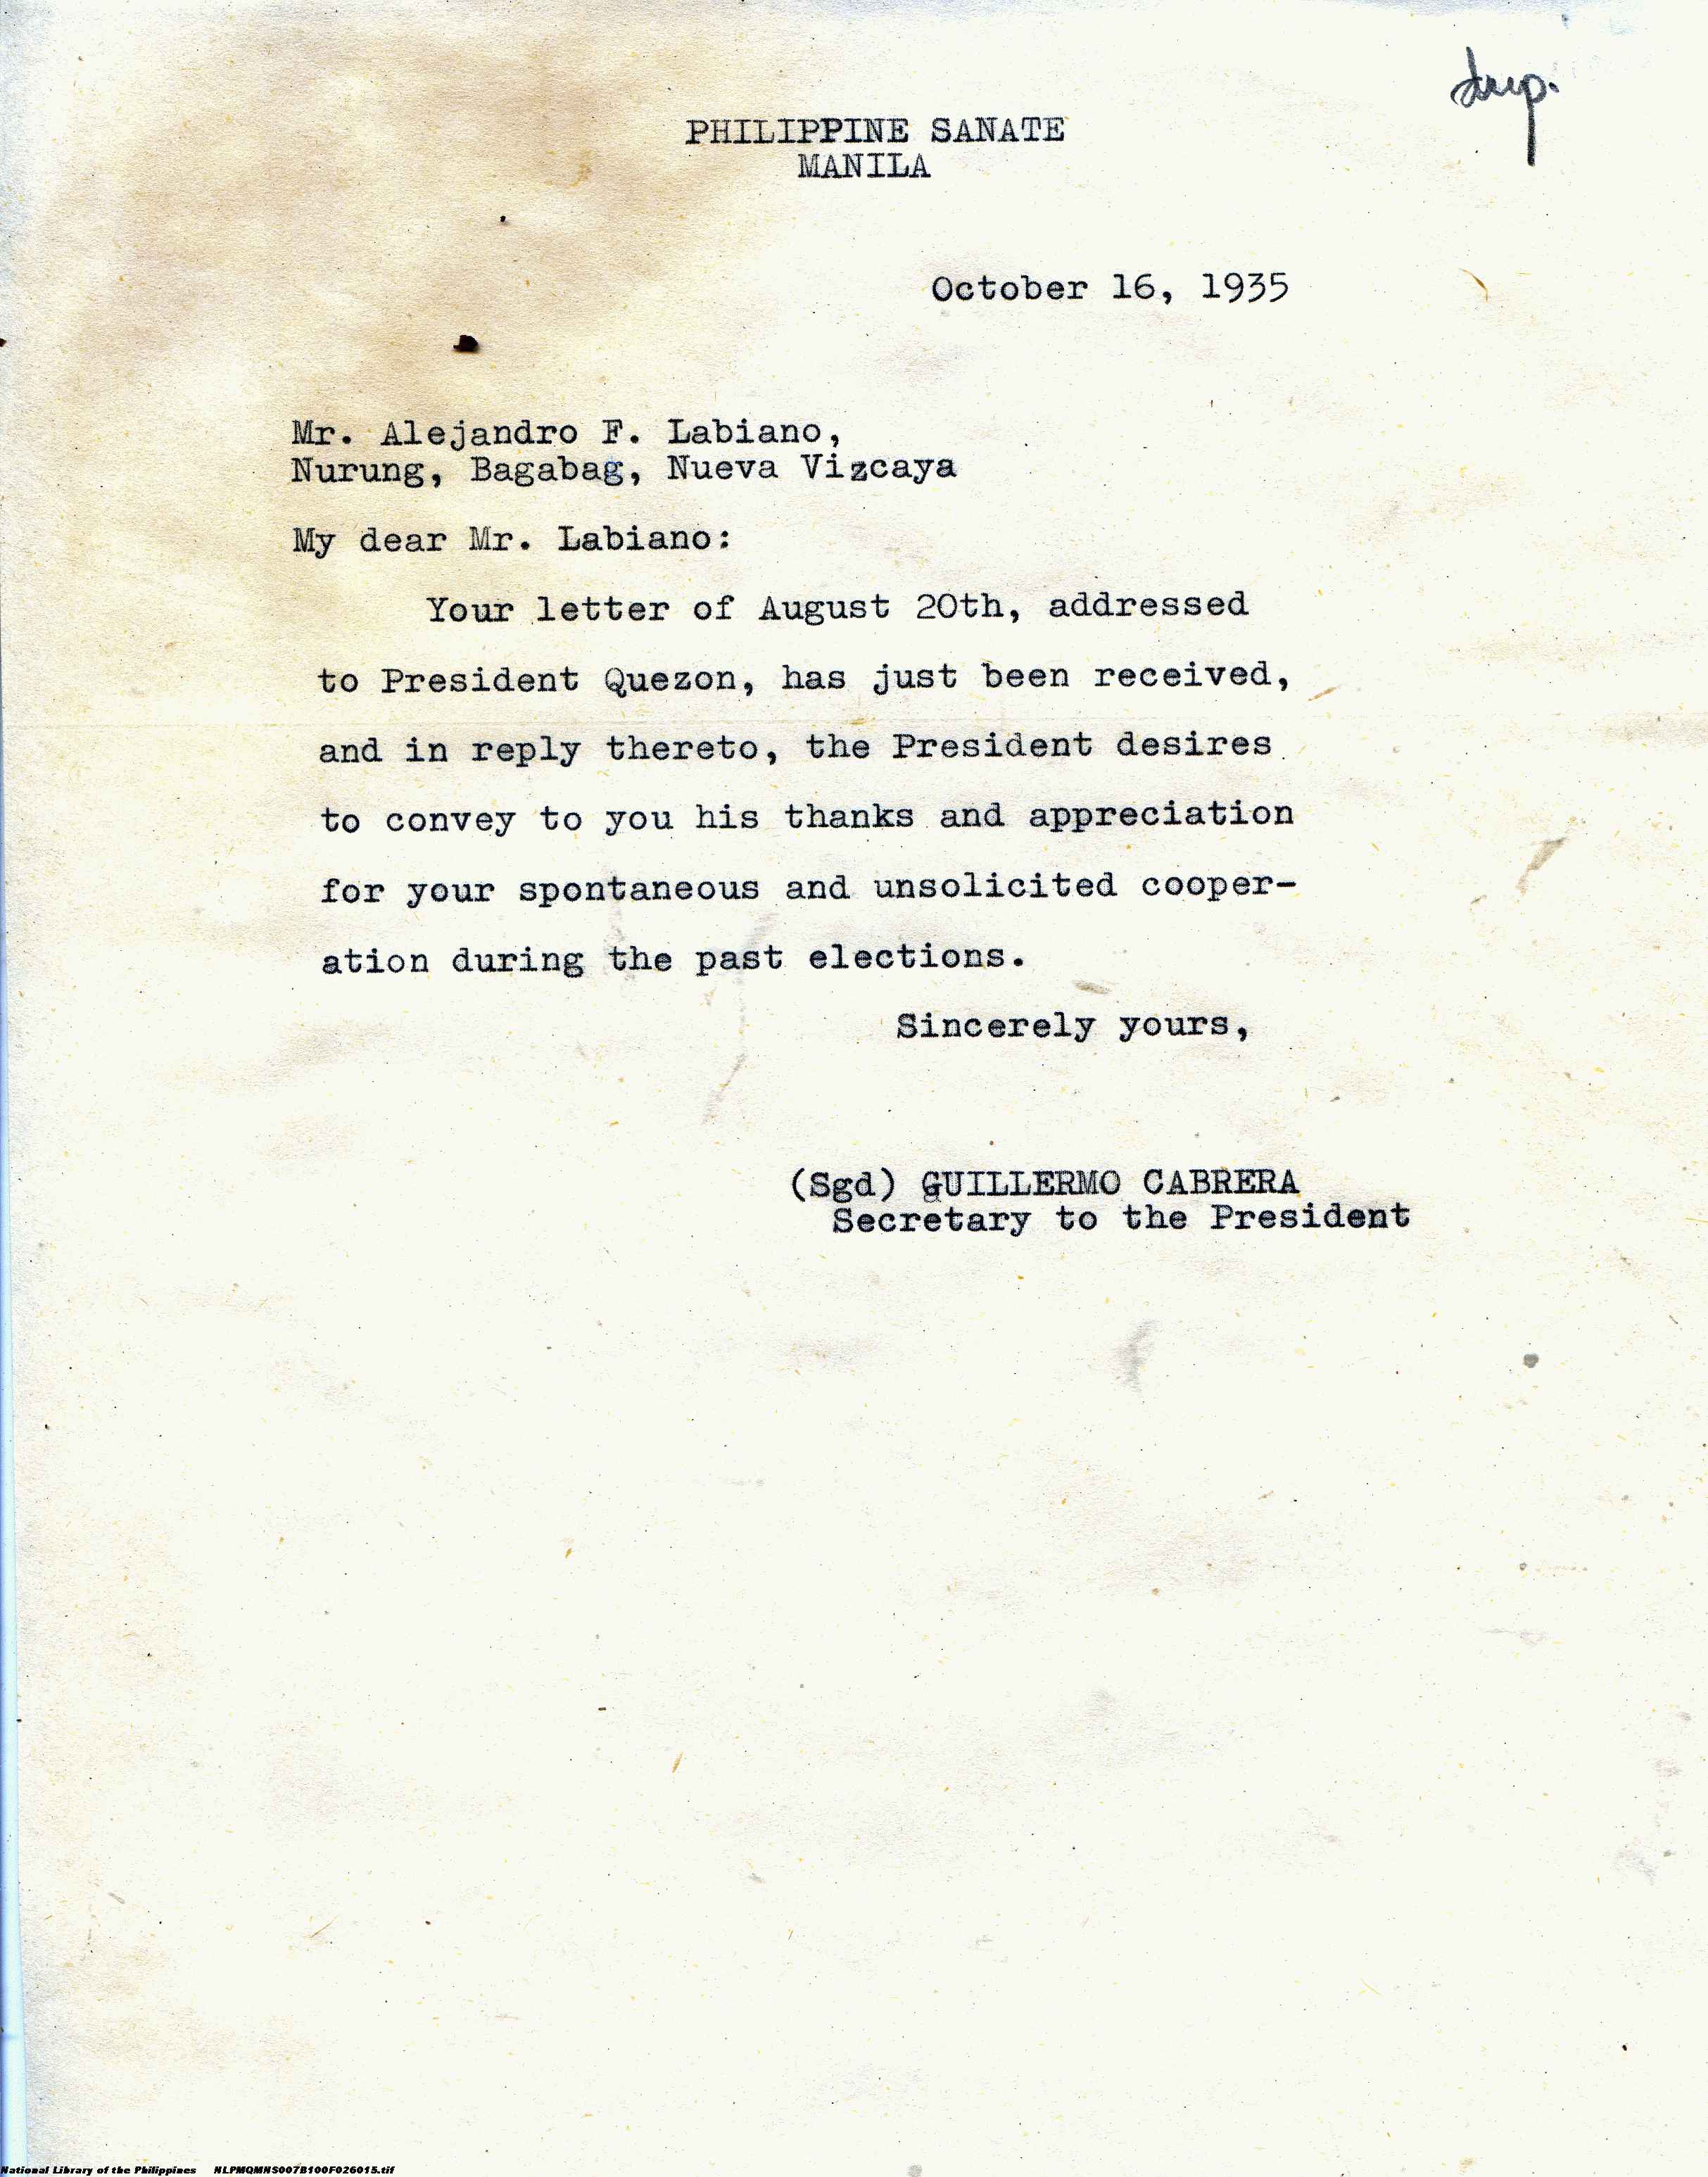 dup.
PHILIPPINE SANATE
MANILA
October 16, 1935
Mr. Alejandro F. Labiano,
Nurung, Bagabag, Nueva Vizcaya
My dear Mr. Labiano:
Your letter of August 20th, addressed
to President Quezon, has just been received,
and in reply thereto, the President desires
to convey to you his thanks and appreciation
for your spontaneous and unsolicited cooper-
ation during the past elections.
Sincerely yours,
(Sgd) GUILLERMO CABRERA
Secretary to the President
National Library of the Philippines NLPMQMNS007B100F026015.tif